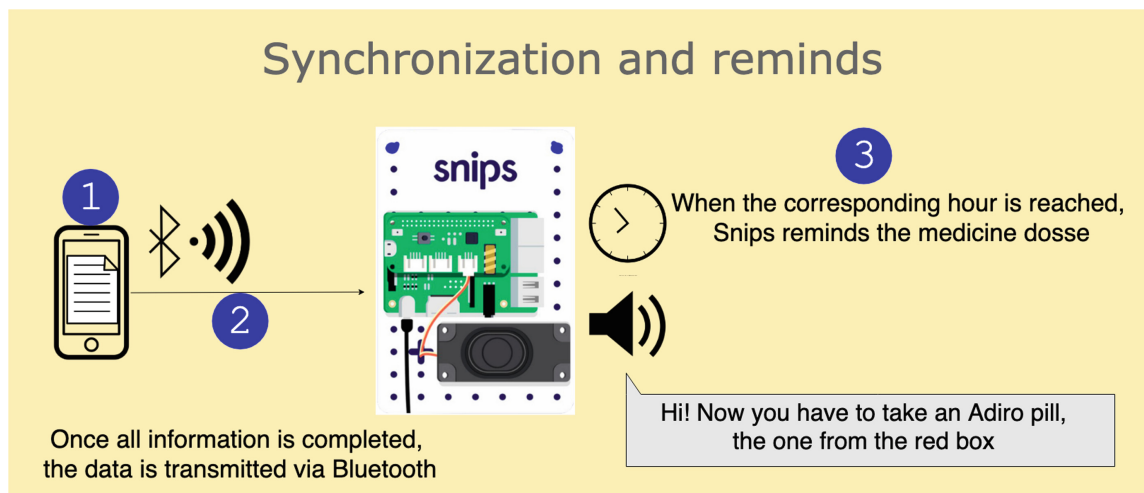 Synchronization and reminds
1
2
Once all information is completed,
the data is transmitted via Bluetooth
snips
3
When the corresponding hour is reached,
Snips reminds the medicine dosse
Hi! Now you have to take an Adiro pill,
the one from the red box